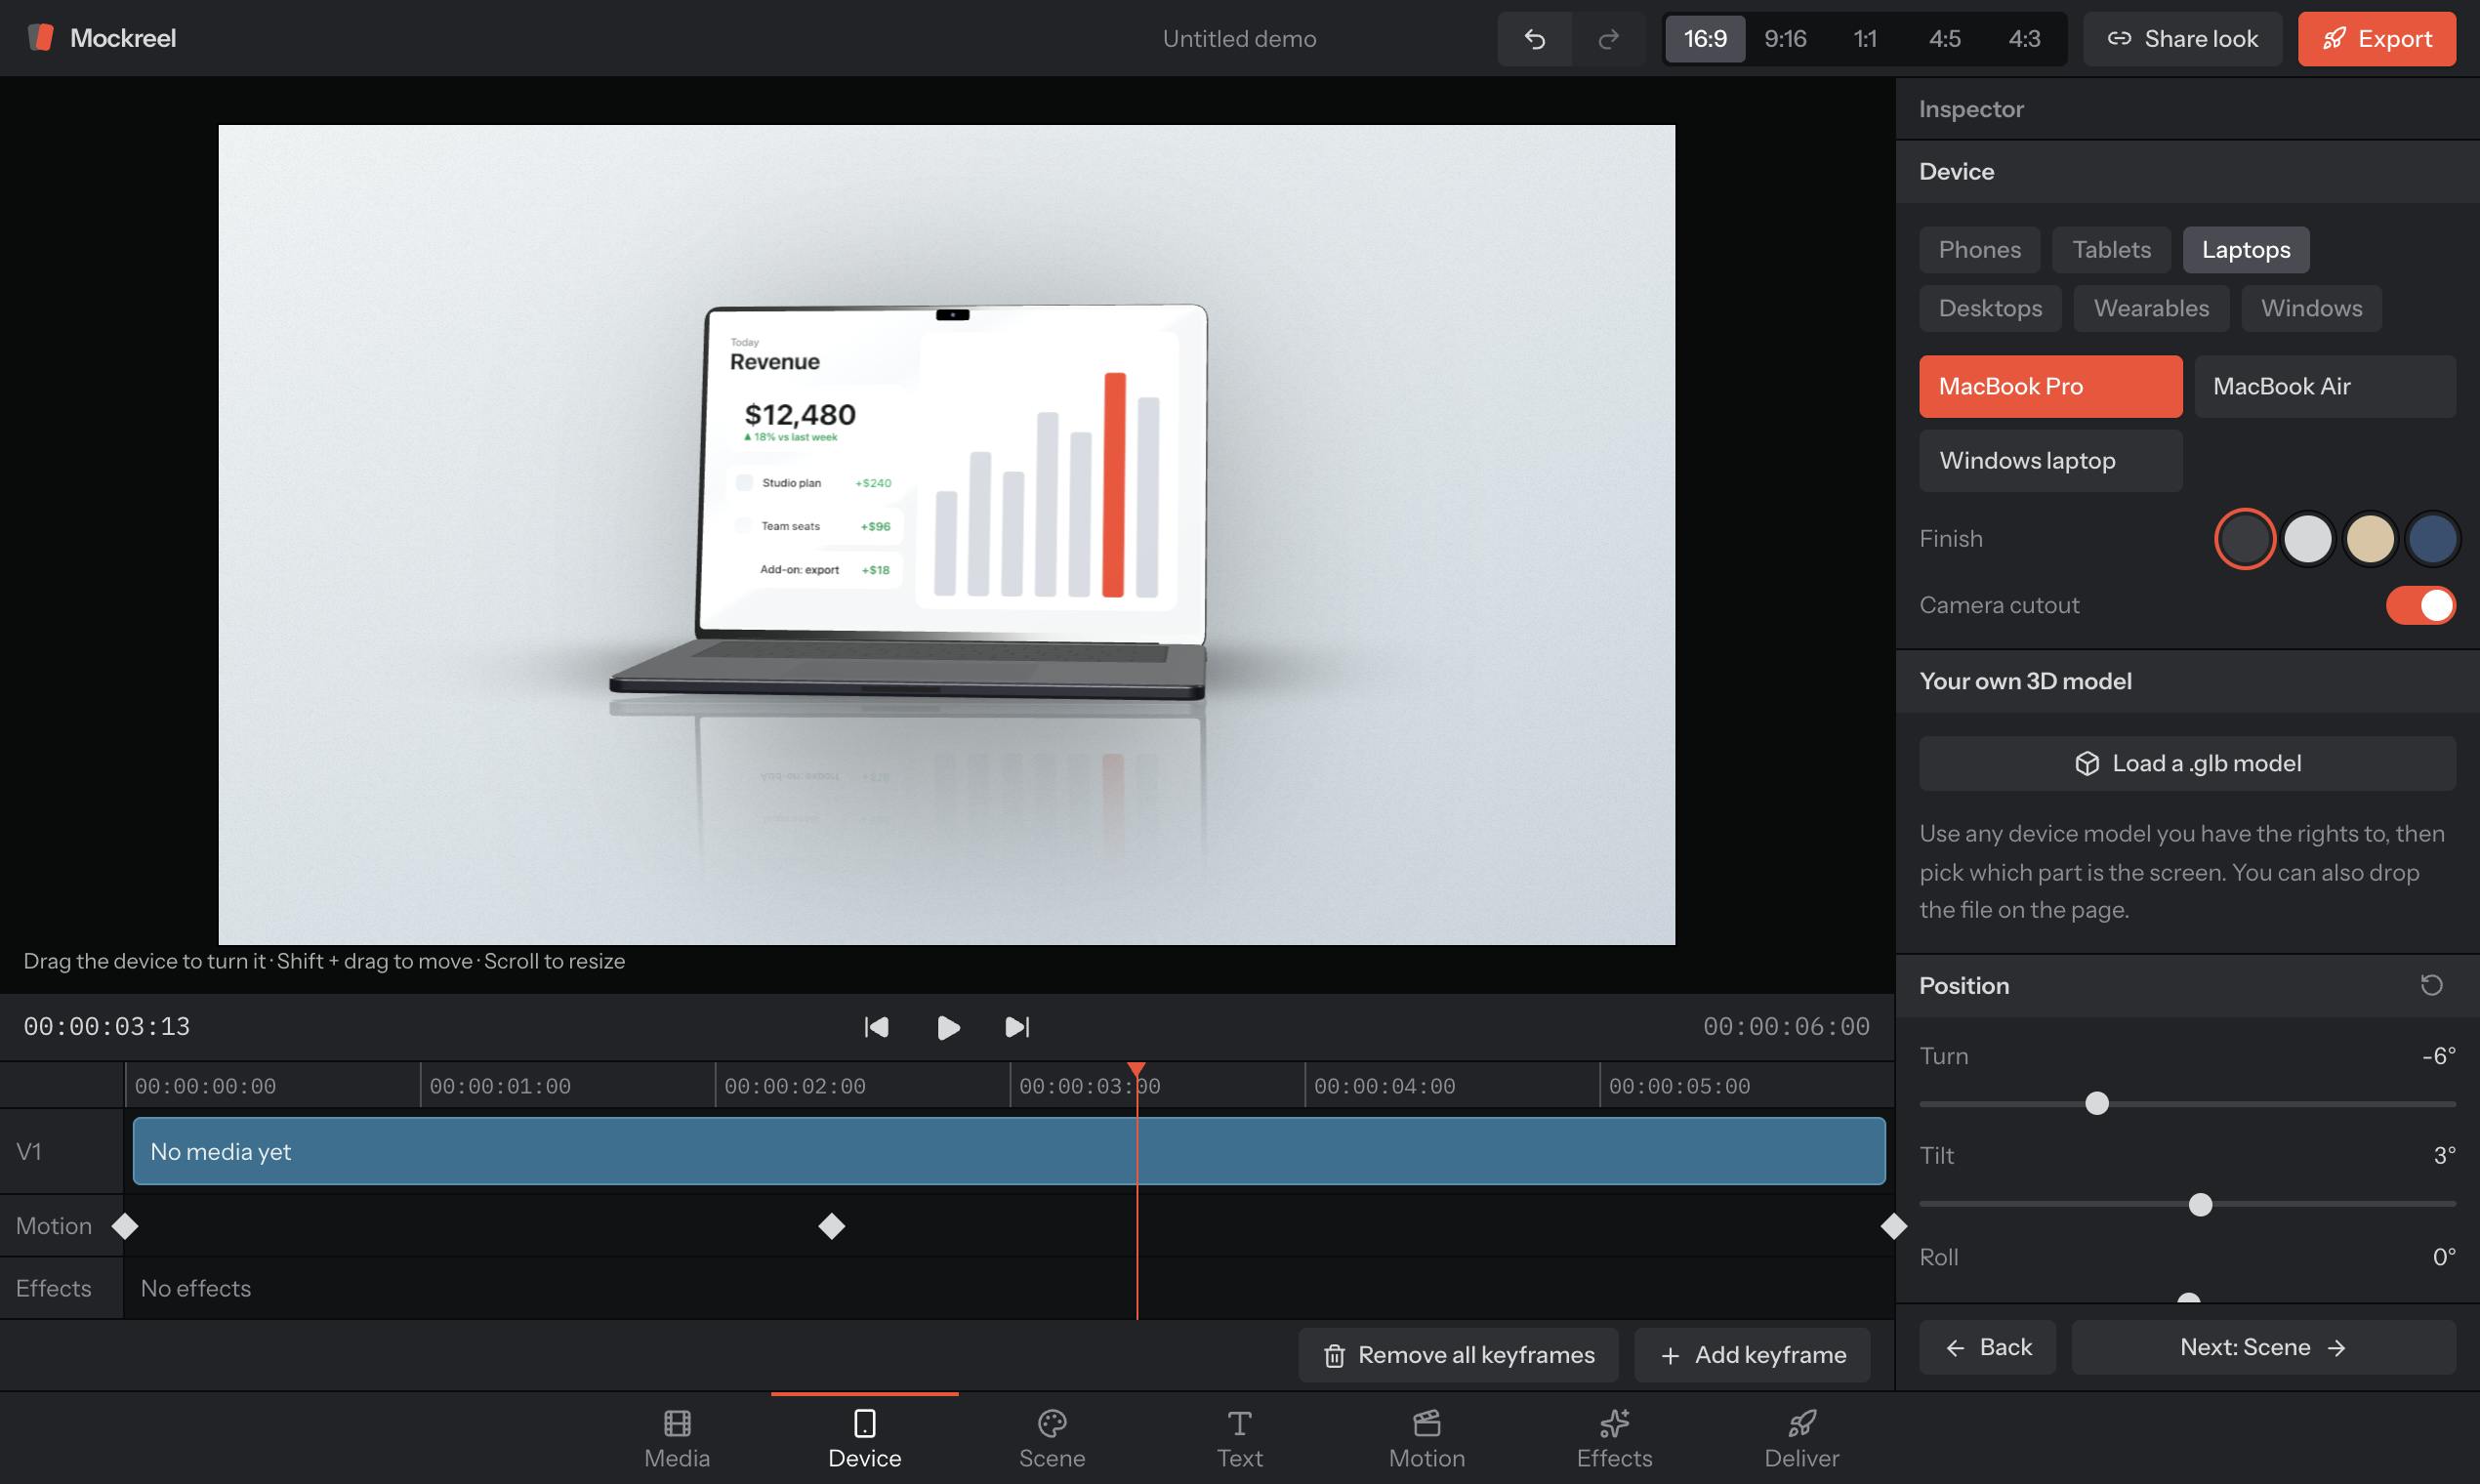 Mockreel
Untitled demo
16:9 9:16 1:1 4:5 4:3
Share look
Export
Inspector
Device
Phones Tablets Laptops
Desktops Wearables Windows
MacBook Pro MacBook Air
Windows laptop
Finish
Camera cutout
Your own 3D model
Load a .glb model
Use any device model you have the rights to, then
pick which part is the screen. You can also drop
the file on the page.
Position
Turn -6°
Tilt 3°
Roll 0°
Back Next: Scene
Today
Revenue
$12,480
▲ 18% vs last week
Studio plan +$240
Team seats +$96
Add-on: export +$18
Drag the device to turn it · Shift + drag to move · Scroll to resize
00:00:03:13 00:00:06:00
00:00:00:00 00:00:01:00 00:00:02:00 00:00:03:00 00:00:04:00 00:00:05:00
V1 No media yet
Motion
Effects No effects
Remove all keyframes Add keyframe
Media Device Scene Text Motion Effects Deliver